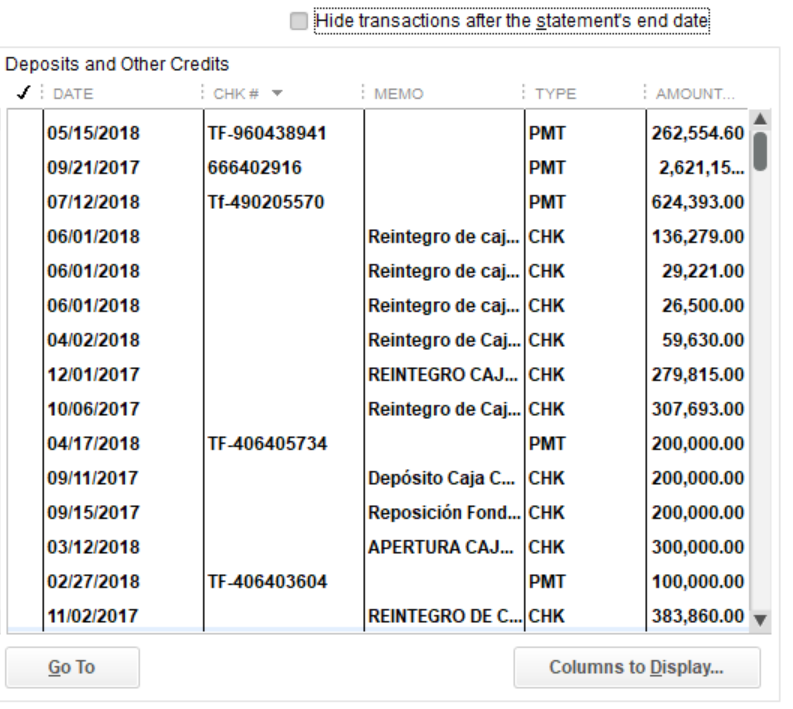 Hide transactions after the statement's end date
Deposits and Other Credits
✓ DATE CHK # MEMO TYPE AMOUNT...
05/15/2018 TF-960438941 PMT 262,554.60
09/21/2017 666402916 PMT 2,621,15...
07/12/2018 Tf-490205570 PMT 624,393.00
06/01/2018 Reintegro de caj... CHK 136,279.00
06/01/2018 Reintegro de caj... CHK 29,221.00
06/01/2018 Reintegro de caj... CHK 26,500.00
04/02/2018 Reintegro de Caj... CHK 59,630.00
12/01/2017 REINTEGRO CAJ... CHK 279,815.00
10/06/2017 Reintegro de Caj... CHK 307,693.00
04/17/2018 TF-406405734 PMT 200,000.00
09/11/2017 Depósito Caja C... CHK 200,000.00
09/15/2017 Reposición Fond... CHK 200,000.00
03/12/2018 APERTURA CAJ... CHK 300,000.00
02/27/2018 TF-406403604 PMT 100,000.00
11/02/2017 REINTEGRO DE C... CHK 383,860.00
Go To Columns to Display...